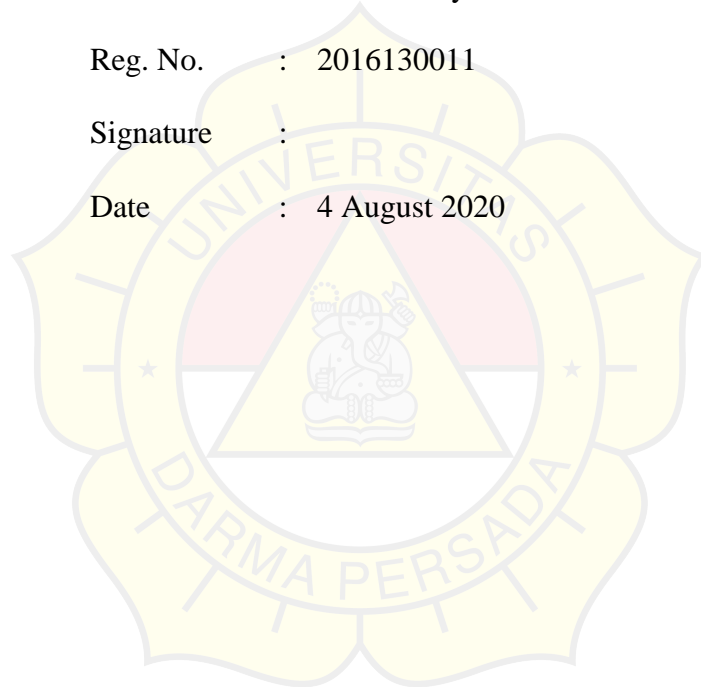 Reg. No. : 2016130011
Signature :
Date : 4 August 2020
UNIVERSITAS
DARMA PERSADA